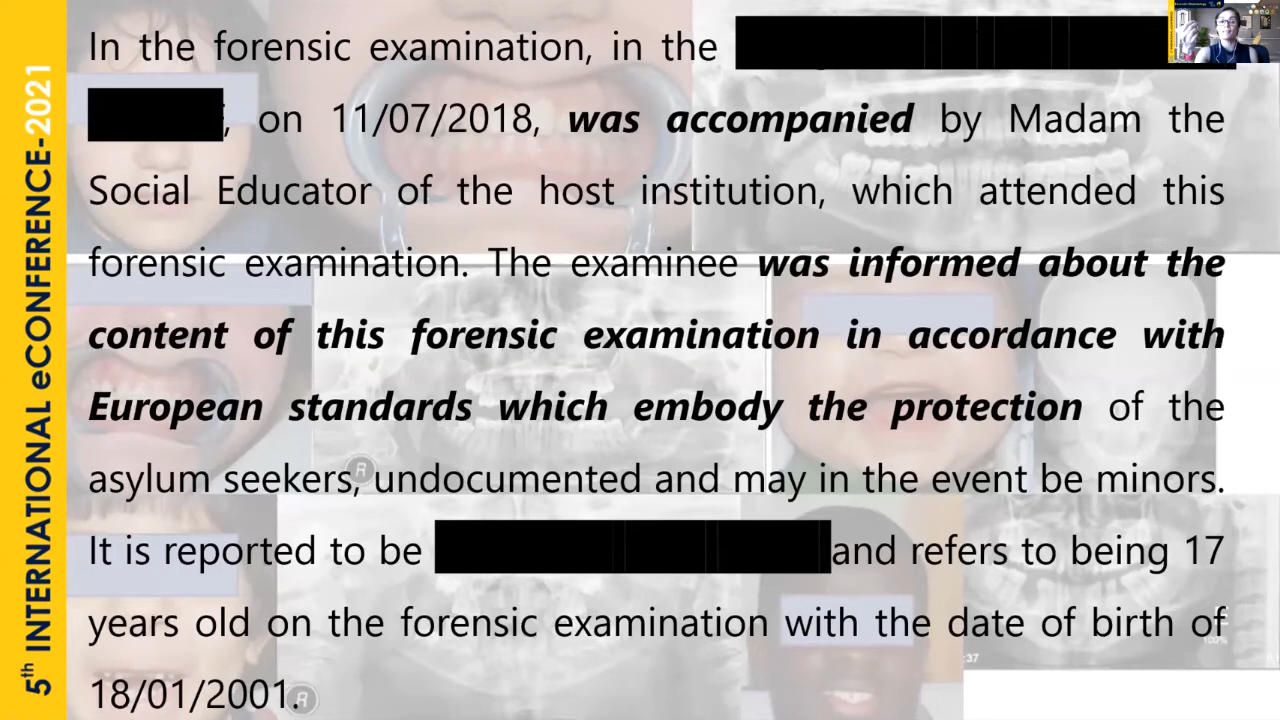 5th INTERNATIONAL eCONFERENCE-2021
In the forensic examination, in the
, on 11/07/2018, was accompanied by Madam the
Social Educator of the host institution, which attended this
forensic examination. The examinee was informed about the
content of this forensic examination in accordance with
European standards which embody the protection of the
asylum seekers, undocumented and may in the event be minors.
It is reported to be and refers to being 17
years old on the forensic examination with the date of birth of
18/01/2001.
R
R
:37